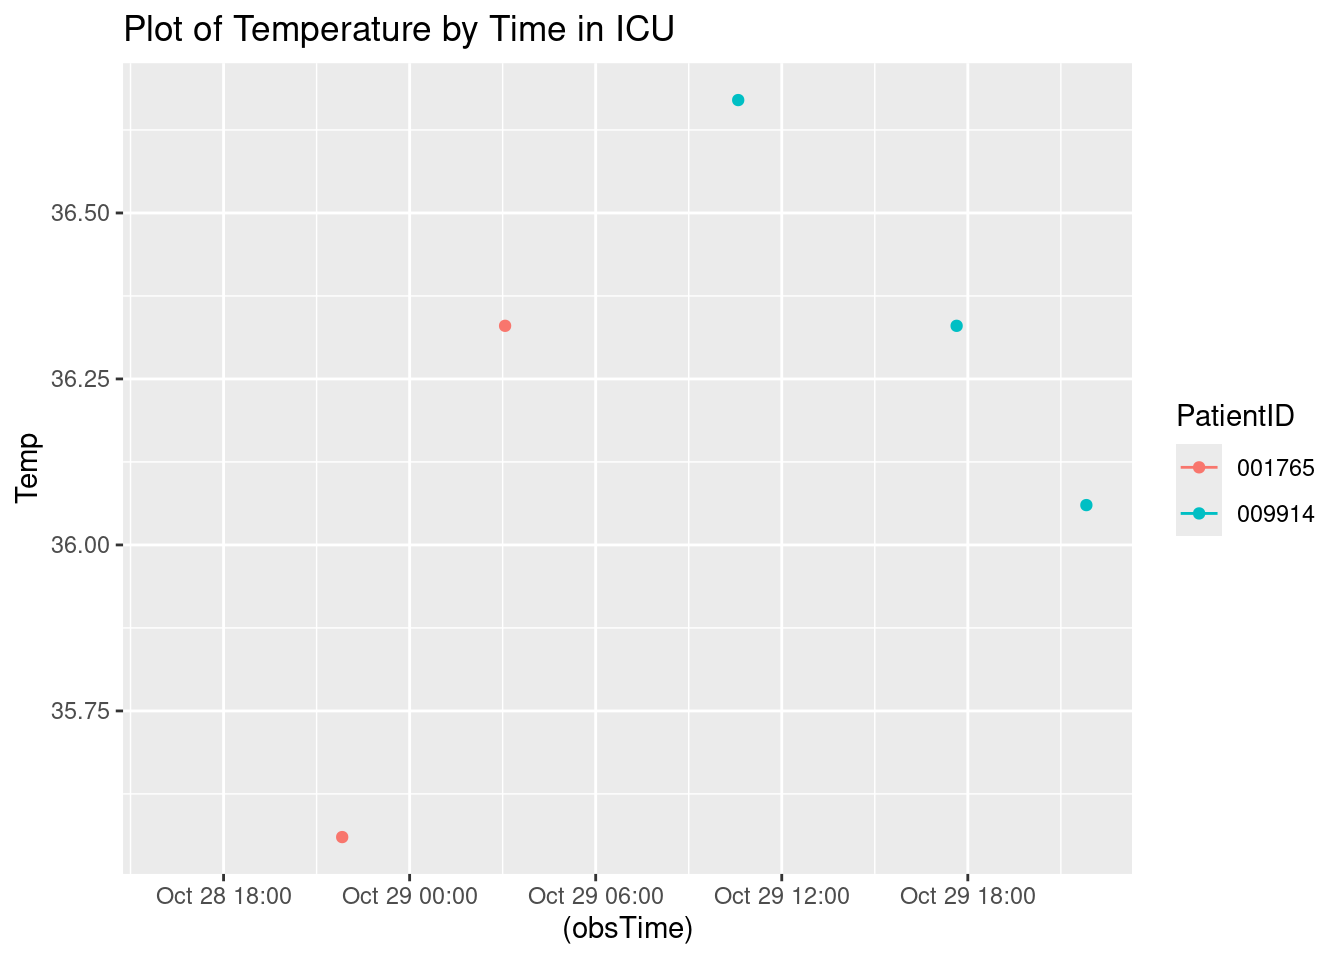 Plot of Temperature by Time in ICU
36.50
36.25
36.00
35.75
Temp
Oct 28 18:00 Oct 29 00:00 Oct 29 06:00 Oct 29 12:00 Oct 29 18:00
(obsTime)
PatientID
001765
009914